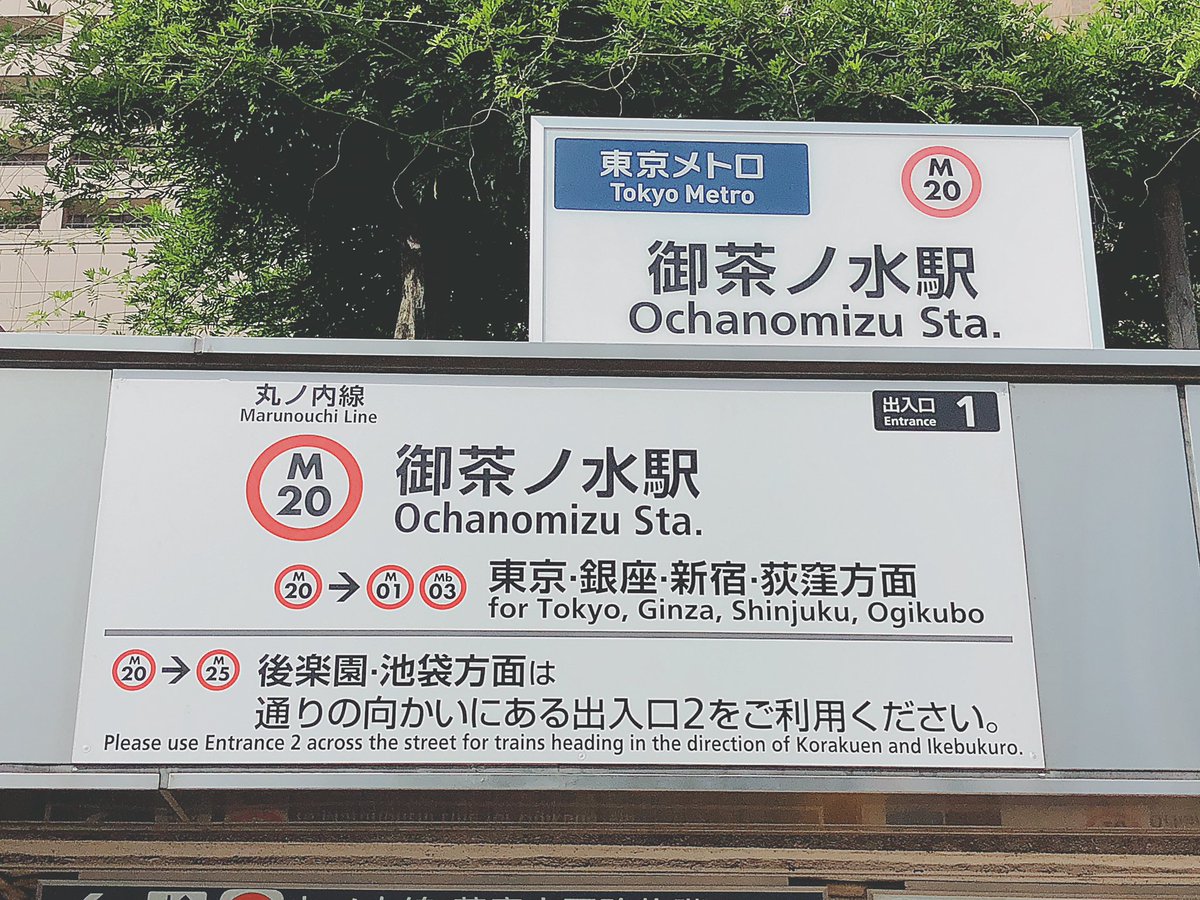 東京メトロ
Tokyo Metro
M
20
御茶ノ水駅
Ochanomizu Sta.
丸ノ内線
Marunouchi Line
出入口
Entrance
1
M
20
御茶ノ水駅
Ochanomizu Sta.
M 20 → M 01 Mb 03 東京・銀座・新宿・荻窪方面
for Tokyo, Ginza, Shinjuku, Ogikubo
M 20 → M 25 後楽園・池袋方面は
通りの向かいにある出入口2をご利用ください。
Please use Entrance 2 across the street for trains heading in the direction of Korakuen and Ikebukuro.